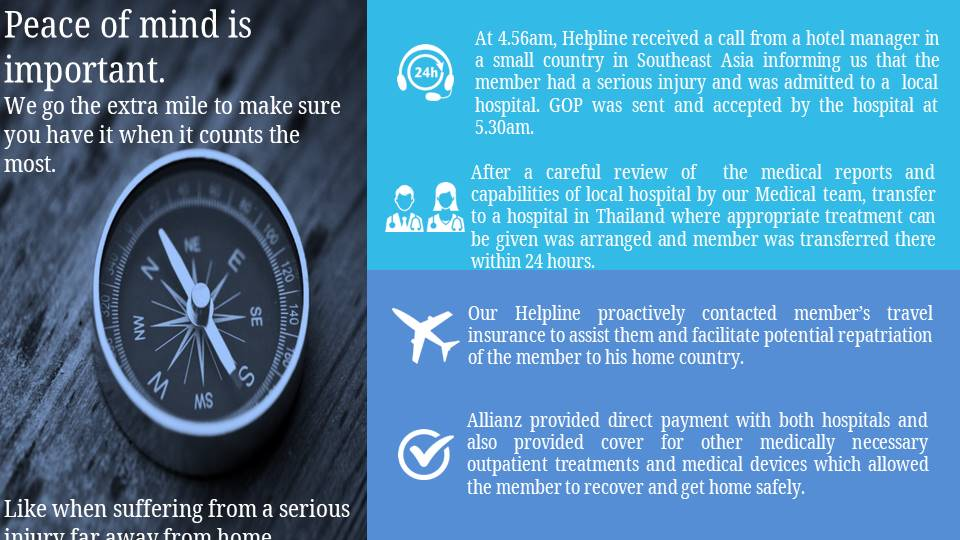 Peace of mind is
important.
We go the extra mile to make sure
you have it when it counts the
most.
Like when suffering from a serious
injury far away from home.
24h
At 4.56am, Helpline received a call from a hotel manager in
a small country in Southeast Asia informing us that the
member had a serious injury and was admitted to a local
hospital. GOP was sent and accepted by the hospital at
5.30am.
After a careful review of the medical reports and
capabilities of local hospital by our Medical team, transfer
to a hospital in Thailand where appropriate treatment can
be given was arranged and member was transferred there
within 24 hours.
Our Helpline proactively contacted member's travel
insurance to assist them and facilitate potential repatriation
of the member to his home country.
Allianz provided direct payment with both hospitals and
also provided cover for other medically necessary
outpatient treatments and medical devices which allowed
the member to recover and get home safely.
N
NE
E
SE
S
SW
W
NW
80
100
120
140
320